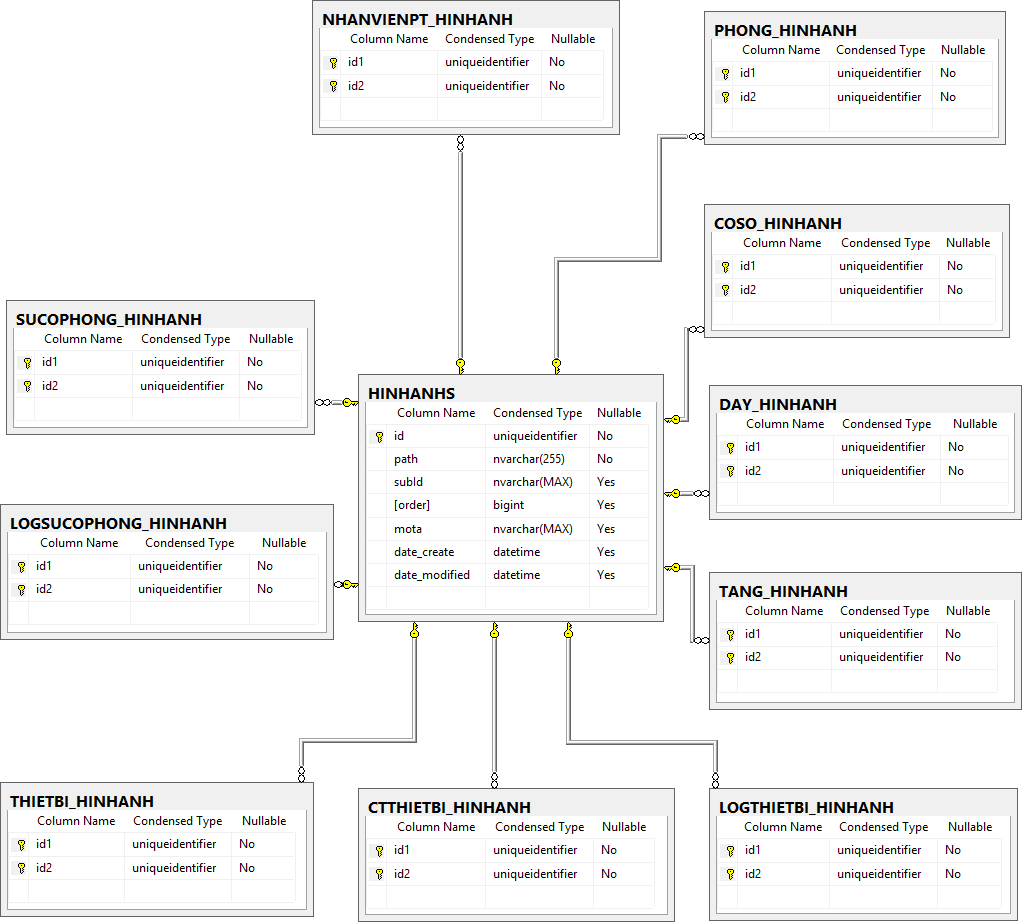 NHANVIENPT_HINHANH
Column Name Condensed Type Nullable
id1 uniqueidentifier No
id2 uniqueidentifier No
PHONG_HINHANH
Column Name Condensed Type Nullable
id1 uniqueidentifier No
id2 uniqueidentifier No
COSO_HINHANH
Column Name Condensed Type Nullable
id1 uniqueidentifier No
id2 uniqueidentifier No
SUCOPHONG_HINHANH
Column Name Condensed Type Nullable
id1 uniqueidentifier No
id2 uniqueidentifier No
HINHANHS
Column Name Condensed Type Nullable
id uniqueidentifier No
path nvarchar(255) No
subId nvarchar(MAX) Yes
[order] bigint Yes
mota nvarchar(MAX) Yes
date_create datetime Yes
date_modified datetime Yes
DAY_HINHANH
Column Name Condensed Type Nullable
id1 uniqueidentifier No
id2 uniqueidentifier No
LOGSUCOPHONG_HINHANH
Column Name Condensed Type Nullable
id1 uniqueidentifier No
id2 uniqueidentifier No
TANG_HINHANH
Column Name Condensed Type Nullable
id1 uniqueidentifier No
id2 uniqueidentifier No
THIETBI_HINHANH
Column Name Condensed Type Nullable
id1 uniqueidentifier No
id2 uniqueidentifier No
CTTHIETBI_HINHANH
Column Name Condensed Type Nullable
id1 uniqueidentifier No
id2 uniqueidentifier No
LOGTHIETBI_HINHANH
Column Name Condensed Type Nullable
id1 uniqueidentifier No
id2 uniqueidentifier No